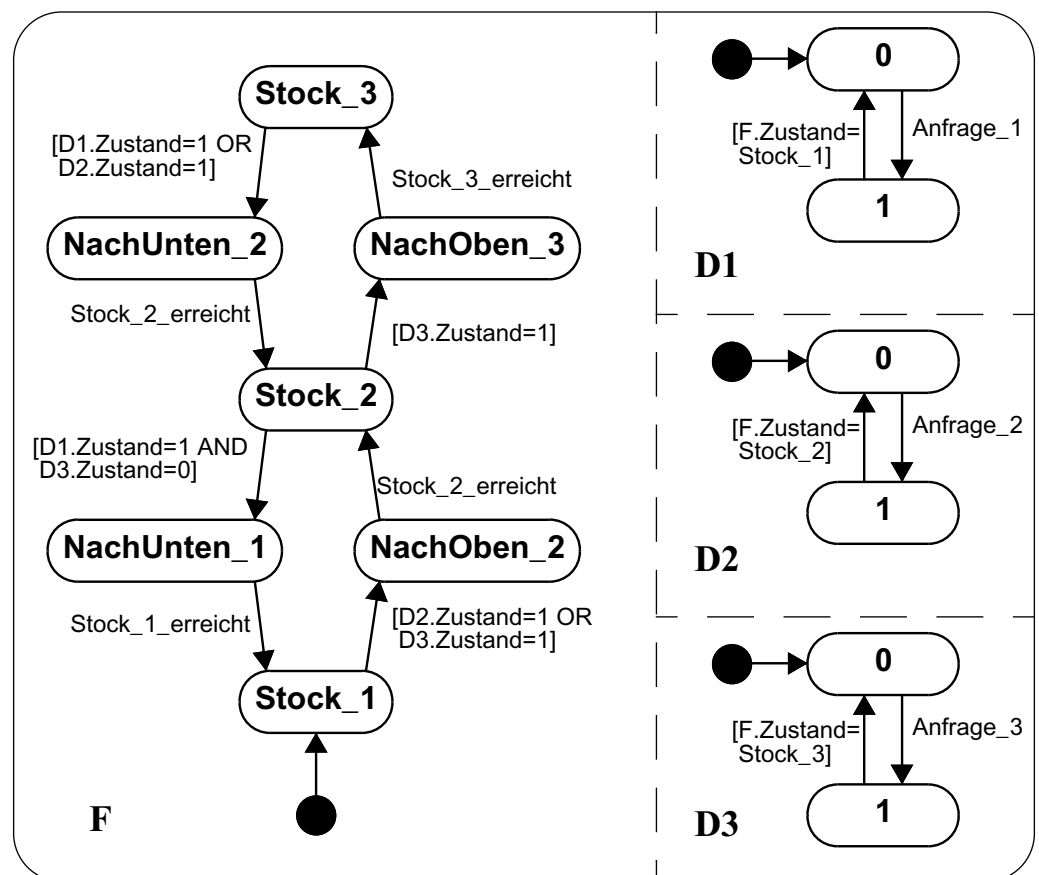 Stock_3
[D1.Zustand=1 OR
D2.Zustand=1]
Stock_3_erreicht
NachUnten_2
NachOben_3
Stock_2_erreicht
[D3.Zustand=1]
Stock_2
[D1.Zustand=1 AND
D3.Zustand=0]
Stock_2_erreicht
NachUnten_1
NachOben_2
Stock_1_erreicht
[D2.Zustand=1 OR
D3.Zustand=1]
Stock_1
F
0
[F.Zustand=
Stock_1]
Anfrage_1
1
D1
0
[F.Zustand=
Stock_2]
Anfrage_2
1
D2
0
[F.Zustand=
Stock_3]
Anfrage_3
1
D3